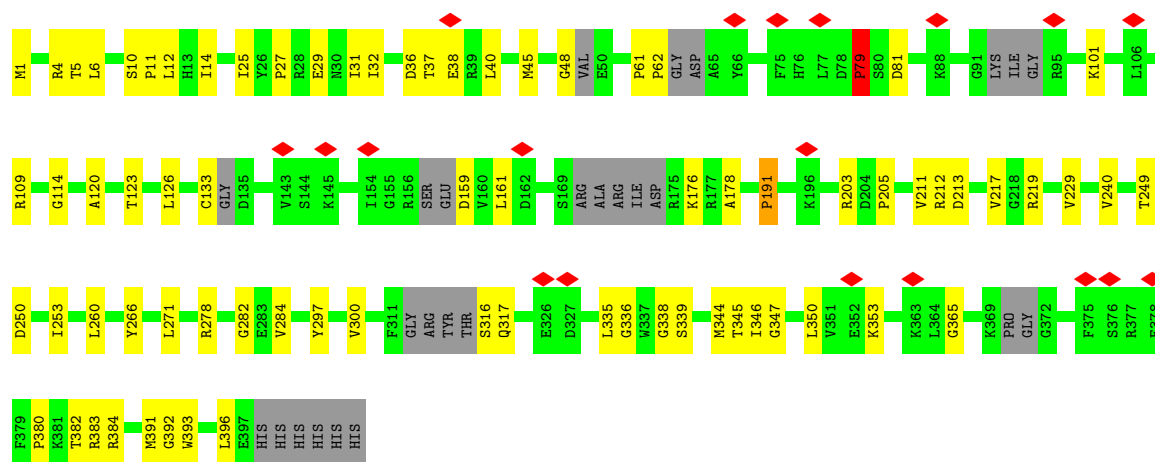 M1 R4 T5 L6 S10 P11 L12 H13 I14 I25 Y26 P27 R28 E29 N30 I31 I32 D36 T37 E38 R39 L40 M45 G48 VAL E50 P61 P62 GLY ASP A65 Y66 F75 H76 L77 D78 P79 S80 D81 K88 G91 LYS ILE GLY R95 K101 L106
R109 G114 A120 T123 L126 C133 GLY D135 V143 S144 K145 I154 G155 R156 SER GLU D159 V160 L161 D162 S169 ARG ALA ARG ILE ASP R175 K176 R177 A178 P191 K196 R203 D204 P205 V211 R212 D213 V217 G218 R219 V229 V240 T249
D250 I253 L260 Y266 L271 R278 G282 E283 V284 Y297 V300 F311 GLY ARG TYR THR S316 Q317 E326 D327 L335 G336 W337 G338 S339 M344 T345 I346 G347 L350 V351 E352 K353 K363 L364 G365 K369 PRO GLY G372 F375 S376 R377
F379 P380 K381 T382 R383 R384 M391 G392 W393 L396 E397 HIS HIS HIS HIS HIS HIS